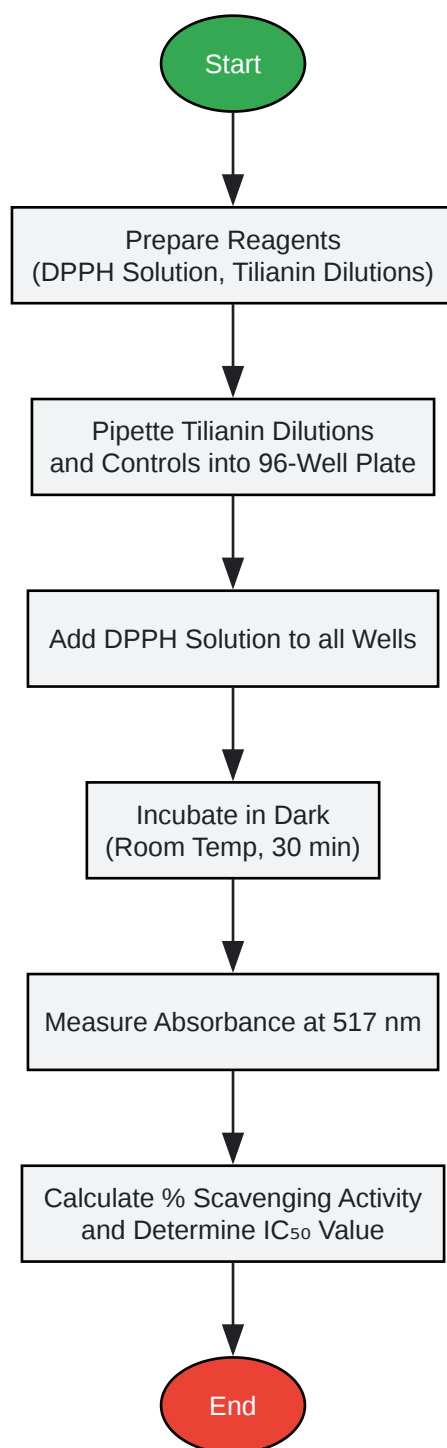 Start
Prepare Reagents
(DPPH Solution, Tilianin Dilutions)
Pipette Tilianin Dilutions
and Controls into 96-Well Plate
Add DPPH Solution to all Wells
Incubate in Dark
(Room Temp, 30 min)
Measure Absorbance at 517 nm
Calculate % Scavenging Activity
and Determine IC₅₀ Value
End